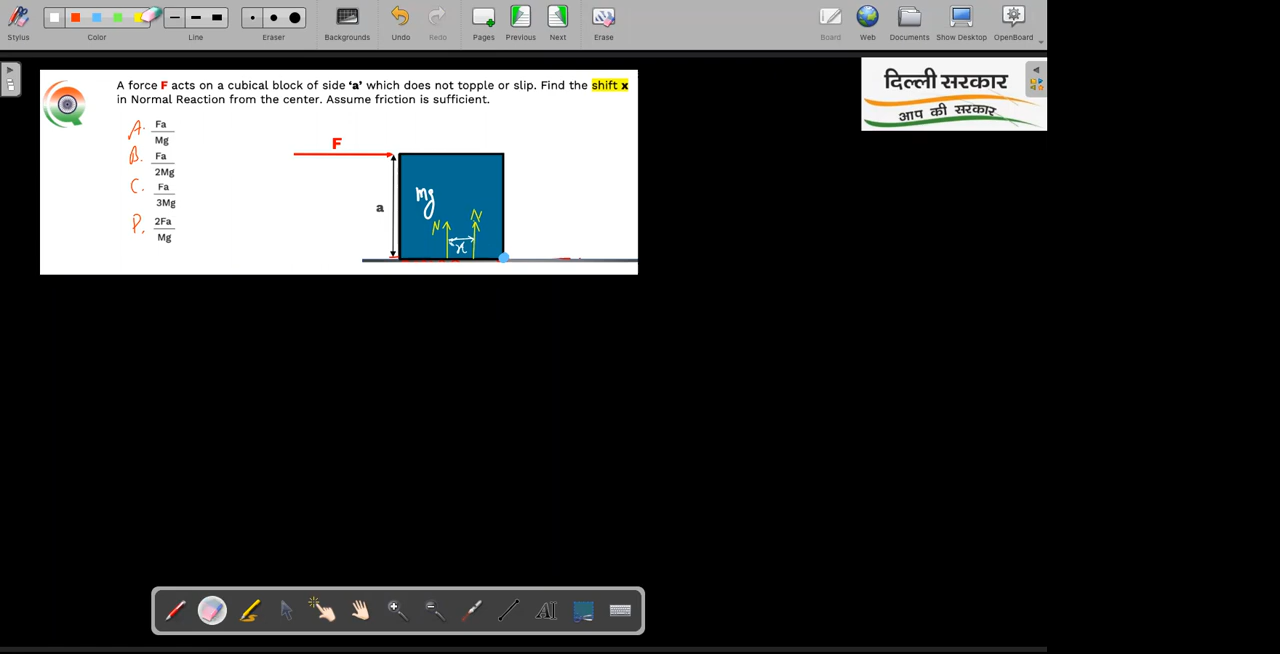 Stylus
Color
Line
Eraser
Backgrounds
Undo
Redo
Pages
Previous
Next
Erase
Board
Web
Documents
Show Desktop
OpenBoard
A force F acts on a cubical block of side ‘a’ which does not topple or slip. Find the shift x
in Normal Reaction from the center. Assume friction is sufficient.
दिल्ली सरकार
आप की सरकार
A. Fa
Mg
B. Fa
2Mg
C. Fa
3Mg
D. 2Fa
Mg
F
a
mg
N
N
x
AI